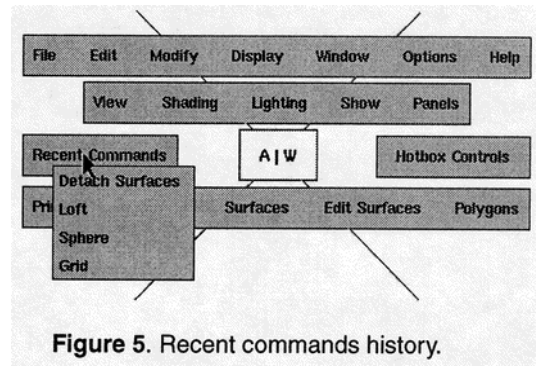 File Edit Modify Display Window Options Help
View Shading Lighting Show Panels
Recent Commands A|W Hotbox Controls
Detach Surfaces
Surfaces Edit Surfaces Polygons
Loft
Sphere
Grid
Figure 5. Recent commands history.